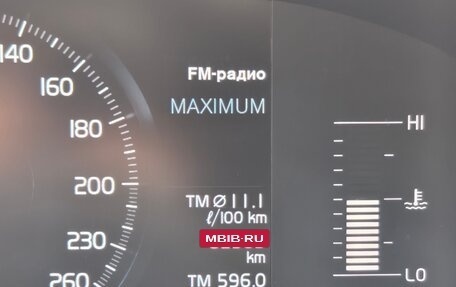 140
160
180
200
230
260
FM-радио
MAXIMUM
TM Ø 11.1
ℓ/100 km
MBIB·RU
km
TM 596.0
HI
LO